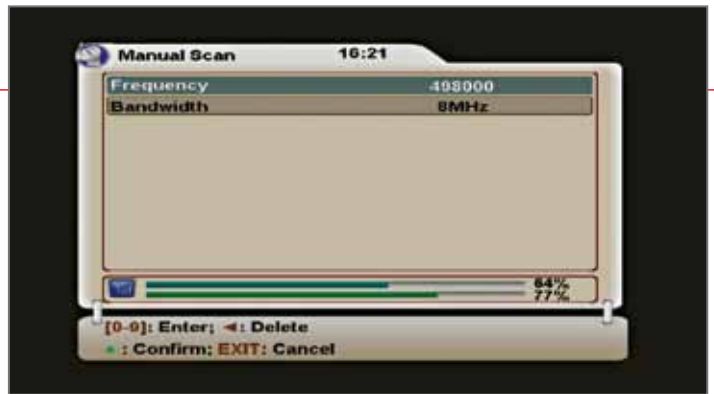 Manual Scan 16:21
Frequency 498000
Bandwidth 8MHz
64%
77%
[0-9]: Enter; ◄: Delete
● : Confirm; EXIT: Cancel